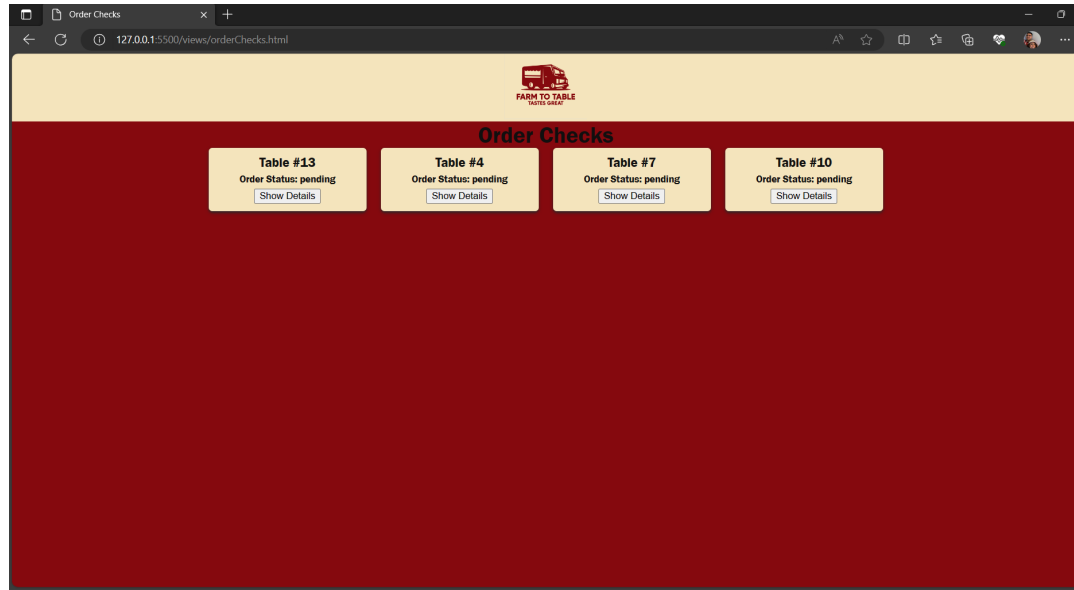 Order Checks
127.0.0.1:5500/views/orderChecks.html
FARM TO TABLE
TASTES GREAT
Order Checks
Table #13 Table #4 Table #7 Table #10
Order Status: pending Order Status: pending Order Status: pending Order Status: pending
Show Details Show Details Show Details Show Details